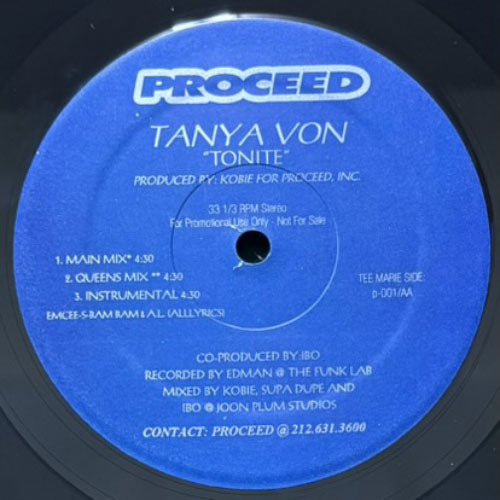 PROCEED
TANYA VON
"TONITE"
PRODUCED BY: KOBIE FOR PROCEED, INC.
33 1/3 RPM Stereo
For Promotional Use Only - Not For Sale
1. MAIN MIX* 4:30
2. QUEENS MIX ** 4:30
3. INSTRUMENTAL 4:30
EMCEE-5-BAM BAM & A.L. (ALLLYRICS)
TEE MARIE SIDE:
p-001/AA
CO-PRODUCED BY: IBO
RECORDED BY EDMAN @ THE FUNK LAB
MIXED BY KOBIE, SUPA DUPE AND
IBO @ JOON PLUM STUDIOS
CONTACT: PROCEED @ 212.631.3600